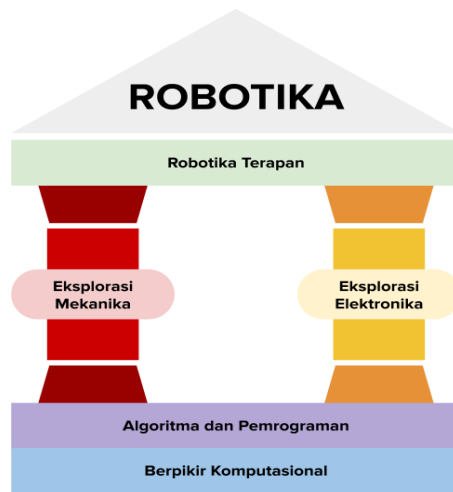 ROBOTIKA
Robotika Terapan
Eksplorasi
Mekanika
Eksplorasi
Elektronika
Algoritma dan Pemrograman
Berpikir Komputasional